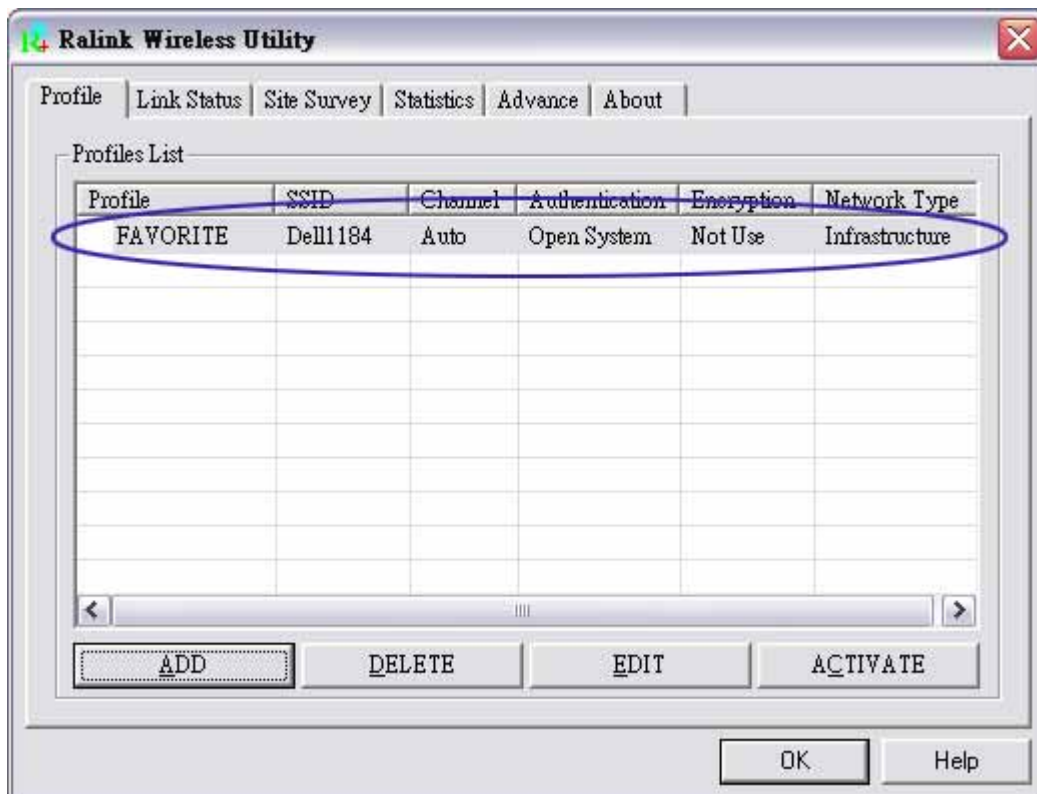 Ralink Wireless Utility
Profile Link Status Site Survey Statistics Advance About
Profiles List
Profile SSID Channel Authentication Encryption Network Type
FAVORITE Dell1184 Auto Open System Not Use Infrastructure
ADD DELETE EDIT ACTIVATE
OK Help